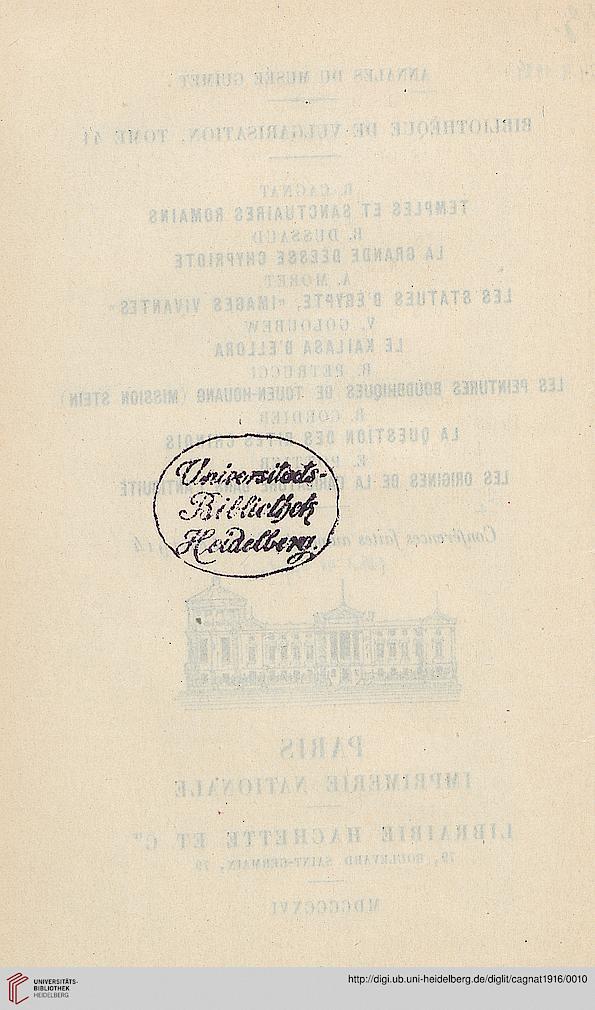 ANNALES DU MUSÉE GUIMET
BIBLIOTHÈQUE DE VULGARISATION. TOME 41
R. CAGNAT
TEMPLES ET SANCTUAIRES ROMAINS
R. DUSSAUD
LA GRANDE DÉESSE CHYPRIOTE
A. MORET
LES STATUES D'ÉGYPTE, "IMAGES VIVANTES"
V. GOLOUBEW
LE KAILASA D'ELLORA
R. PETRUCCI
LES PEINTURES BOUDDHIQUES DE TOUEN-HOUANG (MISSION STEIN)
CORDIER
LA QUESTION DES RITES CHINOIS
E. POTTIER
LES ORIGINES DE LA
ANTIQUITÉ
Conférences faites au
Universitäts-
Bibliothek
Heidelberg.
PARIS
IMPRIMERIE NATIONALE
LIBRAIRIE HACHETTE ET Cie
79, BOULEVARD SAINT-GERMAIN, 79
MDCCCCXVI
UNIVERSITÄTS-
BIBLIOTHEK
HEIDELBERG
http://digi.ub.uni-heidelberg.de/diglit/cagnat1916/0010